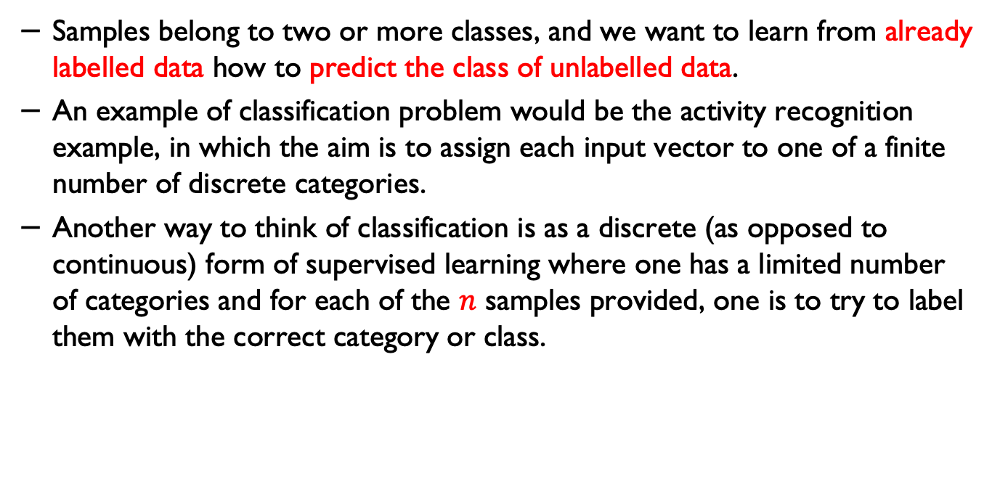 – Samples belong to two or more classes, and we want to learn from already
labelled data how to predict the class of unlabelled data.
– An example of classification problem would be the activity recognition
example, in which the aim is to assign each input vector to one of a finite
number of discrete categories.
– Another way to think of classification is as a discrete (as opposed to
continuous) form of supervised learning where one has a limited number
of categories and for each of the n samples provided, one is to try to label
them with the correct category or class.